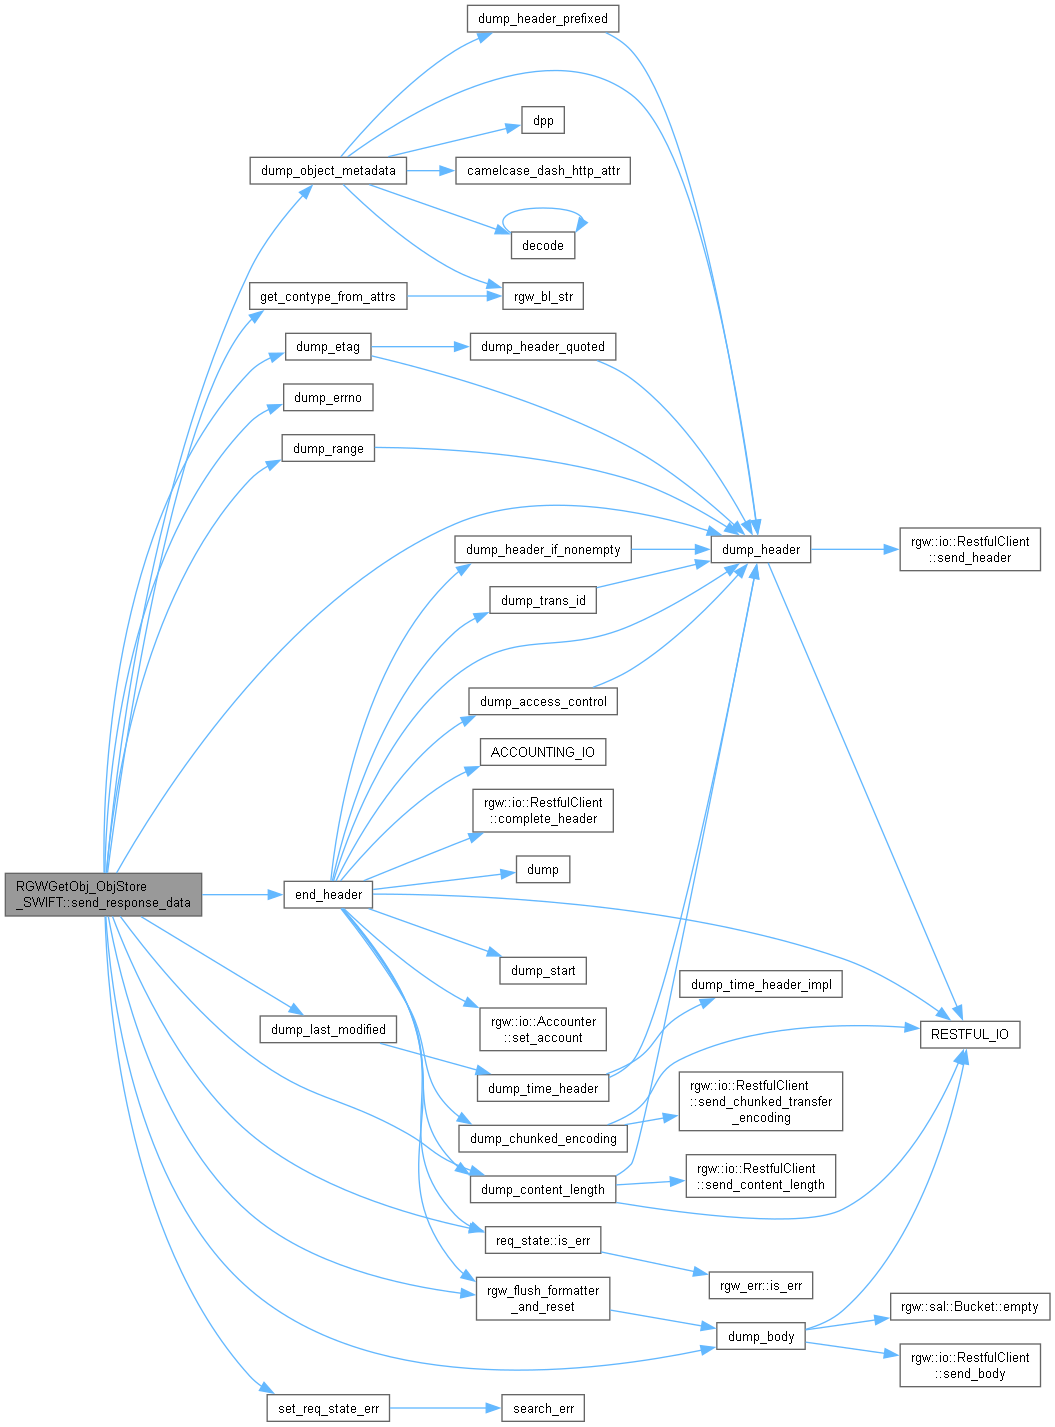 dump_header_prefixed
dpp
dump_object_metadata
camelcase_dash_http_attr
decode
get_contype_from_attrs
rgw_bl_str
dump_etag
dump_header_quoted
dump_errno
dump_range
dump_header_if_nonempty
dump_header
rgw::io::RestfulClient
::send_header
dump_trans_id
dump_access_control
ACCOUNTING_IO
rgw::io::RestfulClient
::complete_header
dump
RGWGetObj_ObjStore
_SWIFT::send_response_data
end_header
dump_start
dump_time_header_impl
rgw::io::Accounter
::set_account
dump_last_modified
RESTFUL_IO
dump_time_header
rgw::io::RestfulClient
::send_chunked_transfer
_encoding
dump_chunked_encoding
rgw::io::RestfulClient
::send_content_length
dump_content_length
req_state::is_err
rgw_err::is_err
rgw_flush_formatter
_and_reset
rgw::sal::Bucket::empty
dump_body
rgw::io::RestfulClient
::send_body
set_req_state_err
search_err